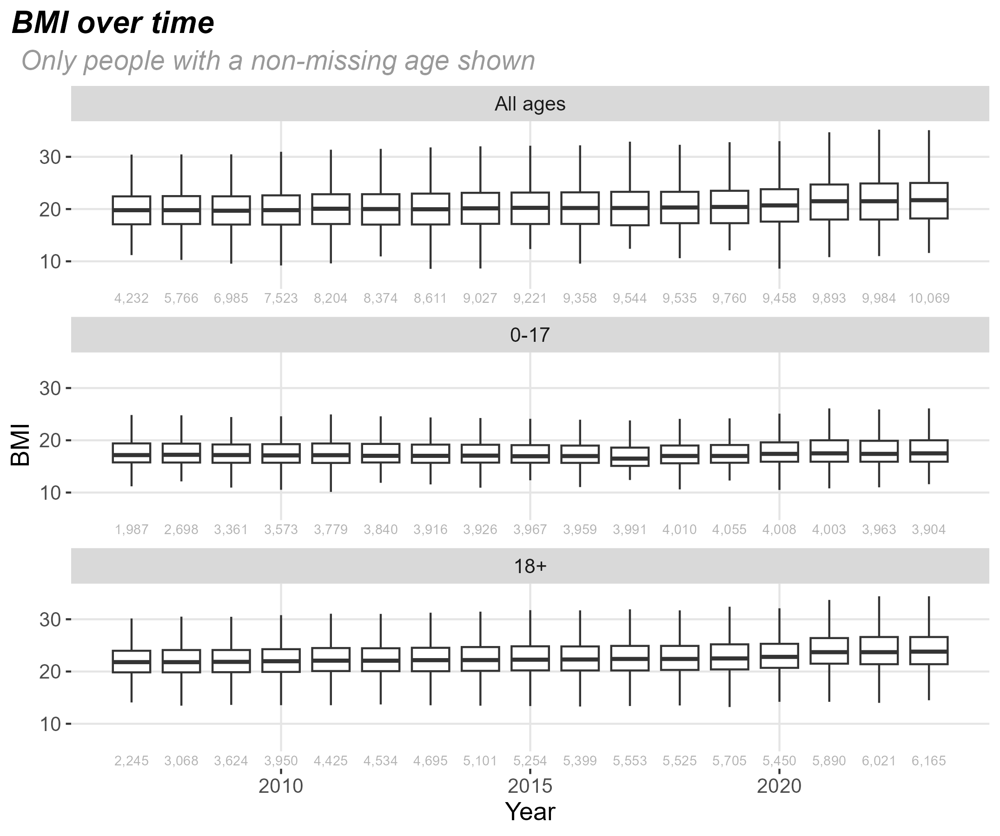 BMI over time
Only people with a non-missing age shown
All ages
30
20
10
4,232 5,766 6,985 7,523 8,204 8,374 8,611 9,027 9,221 9,358 9,544 9,535 9,760 9,458 9,893 9,984 10,069
0-17
30
20
10
1,987 2,698 3,361 3,573 3,779 3,840 3,916 3,926 3,967 3,959 3,991 4,010 4,055 4,008 4,003 3,963 3,904
18+
30
20
10
2,245 3,068 3,624 3,950 4,425 4,534 4,695 5,101 5,254 5,399 5,553 5,525 5,705 5,450 5,890 6,021 6,165
2010 2015 2020
Year
BMI